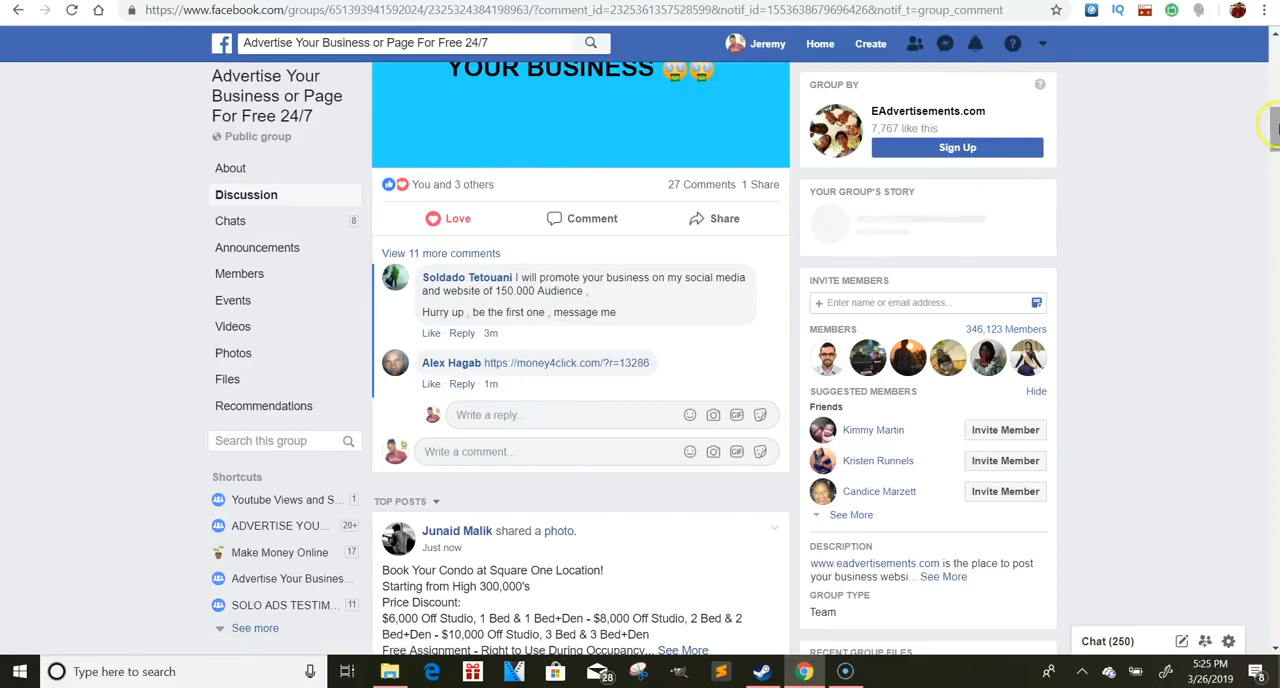 https://www.facebook.com/groups/651393941592024/2325324384198963/?comment_id=2325361357528599&notif_id=1553638679696426&notif_t=group_comment
Advertise Your Business or Page For Free 24/7
Jeremy
Home
Create
Advertise Your
Business or Page
For Free 24/7
Public group
About
Discussion
Chats
8
Announcements
Members
Events
Videos
Photos
Files
Recommendations
Search this group
Shortcuts
Youtube Views and S...
1
ADVERTISE YOU...
20+
Make Money Online
17
Advertise Your Busines...
SOLO ADS TESTIM...
11
See more
YOUR BUSINESS 🤑🤑
You and 3 others
27 Comments 1 Share
Love
Comment
Share
View 11 more comments
Soldado Tetouani I will promote your business on my social media
and website of 150.000 Audience ,
Hurry up , be the first one , message me
Like · Reply · 3m
Alex Hagab https://money4click.com/?r=13286
Like · Reply · 1m
Write a reply...
Write a comment...
TOP POSTS
Junaid Malik shared a photo.
Just now
Book Your Condo at Square One Location!
Starting from High 300,000's
Price Discount:
$6,000 Off Studio, 1 Bed & 1 Bed+Den - $8,000 Off Studio, 2 Bed & 2
Bed+Den - $10,000 Off Studio, 3 Bed & 3 Bed+Den
Free Assignment - Right to Use During Occupancy... See More
GROUP BY
EAdvertisements.com
7,767 like this
Sign Up
YOUR GROUP'S STORY
INVITE MEMBERS
+ Enter name or email address...
MEMBERS
346,123 Members
SUGGESTED MEMBERS
Hide
Friends
Kimmy Martin
Invite Member
Kristen Runnels
Invite Member
Candice Marzett
Invite Member
See More
DESCRIPTION
www.eadvertisements.com is the place to post
your business websi... See More
GROUP TYPE
Team
RECENT GROUP FILES
Chat (250)
Type here to search
28
5:25 PM
3/26/2019
8